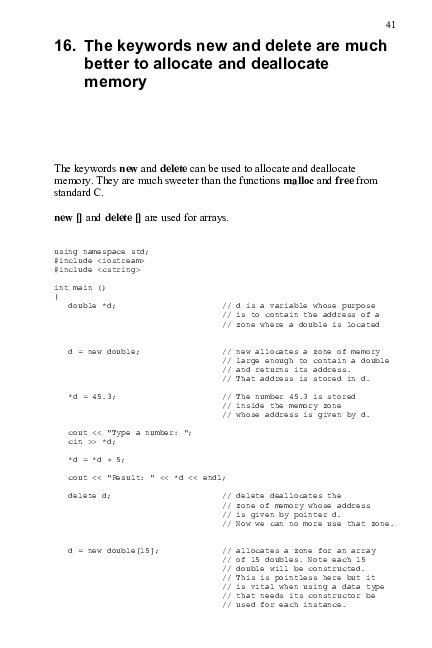 41
16. The keywords new and delete are much
better to allocate and deallocate
memory
The keywords new and delete can be used to allocate and deallocate
memory. They are much sweeter than the functions malloc and free from
standard C.
new [] and delete [] are used for arrays.
using namespace std;
#include <iostream>
#include <cstring>
int main ()
{
double *d; // d is a variable whose purpose
// is to contain the address of a
// zone where a double is located
d = new double; // new allocates a zone of memory
// large enough to contain a double
// and returns its address.
// That address is stored in d.
*d = 45.3; // The number 45.3 is stored
// inside the memory zone
// whose address is given by d.
cout << "Type a number: ";
cin >> *d;
*d = *d + 5;
cout << "Result: " << *d << endl;
delete d; // delete deallocates the
// zone of memory whose address
// is given by pointer d.
// Now we can no more use that zone.
d = new double[15]; // allocates a zone for an array
// of 15 doubles. Note each 15
// double will be constructed.
// This is pointless here but it
// is vital when using a data type
// that needs its constructor be
// used for each instance.